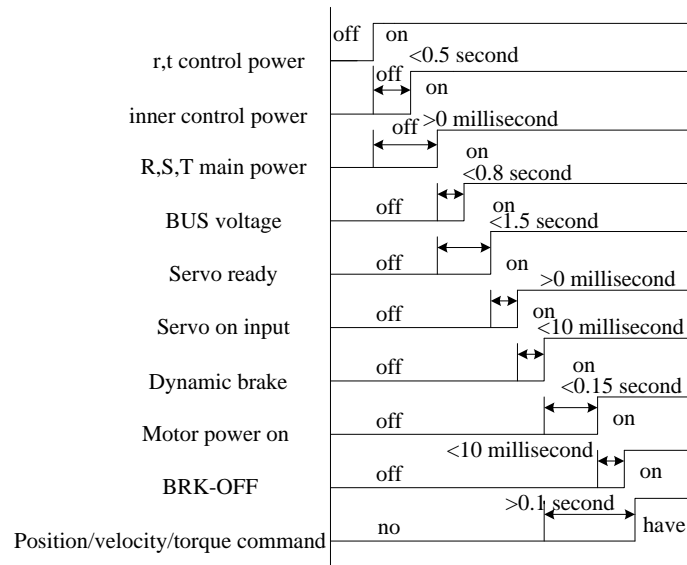 off on
<0.5 second
r,t control power
off
on
inner control power
off >0 millisecond
R,S,T main power
on
<0.8 second
off
BUS voltage
on
<1.5 second
off
Servo ready
on
>0 millisecond
off
Servo on input
on
<10 millisecond
off
Dynamic brake
on
<0.15 second
off
Motor power on
on
<10 millisecond
off
BRK-OFF
on
>0.1 second
no
have
Position/velocity/torque command